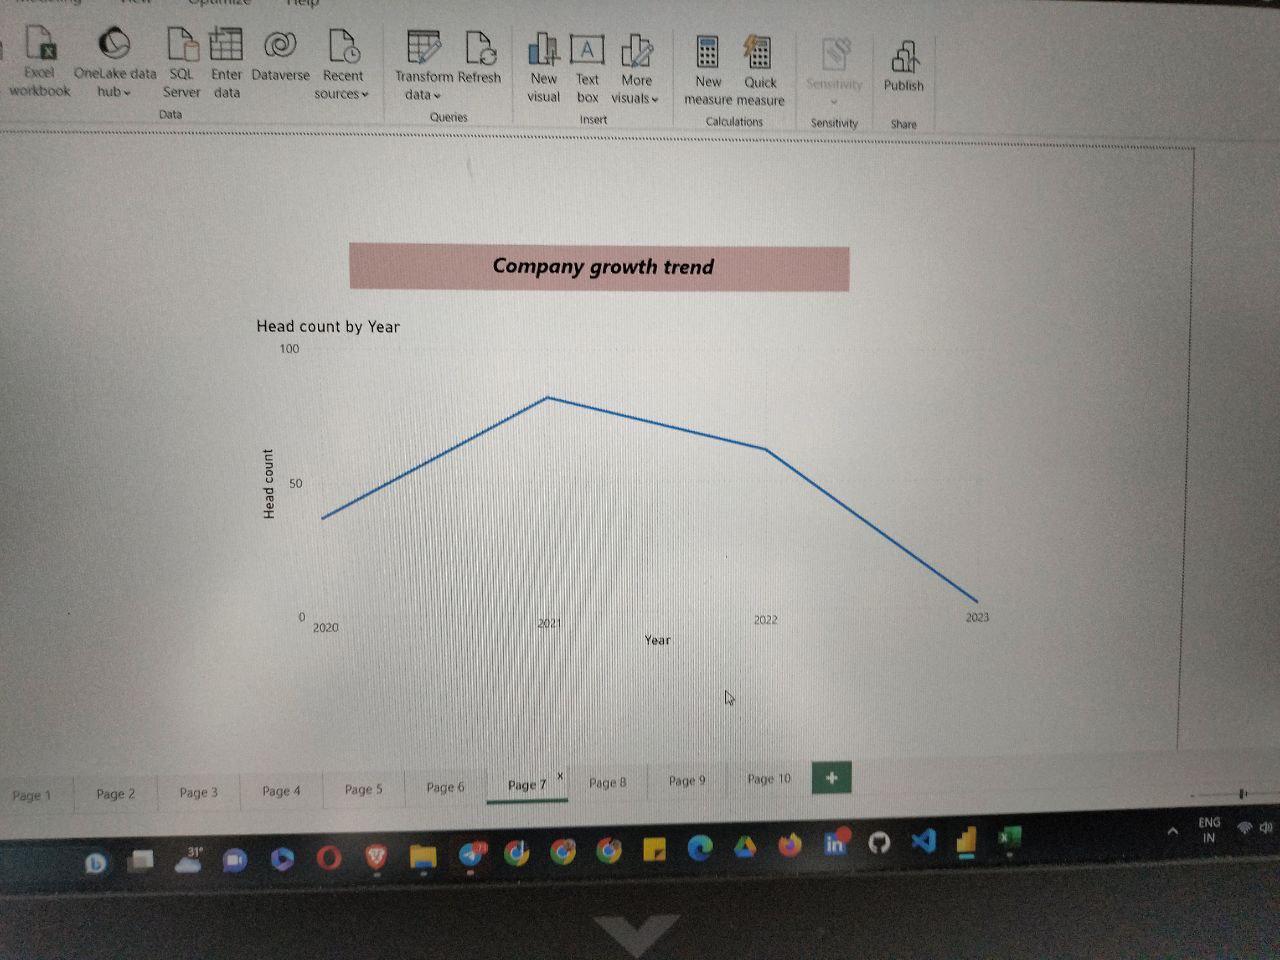 Help
Excel workbook
OneLake data hub
SQL Server
Enter data
Dataverse
Recent sources
Transform data
Refresh
New visual
Text box
More visuals
New measure
Quick measure
Sensitivity
Publish
Data
Queries
Insert
Calculations
Sensitivity
Share
Company growth trend
Head count by Year
100
50
0
Head count
2020
2021
2022
2023
Year
Page 1
Page 2
Page 3
Page 4
Page 5
Page 6
Page 7
x
Page 8
Page 9
Page 10
+
31°
in
ENG
IN